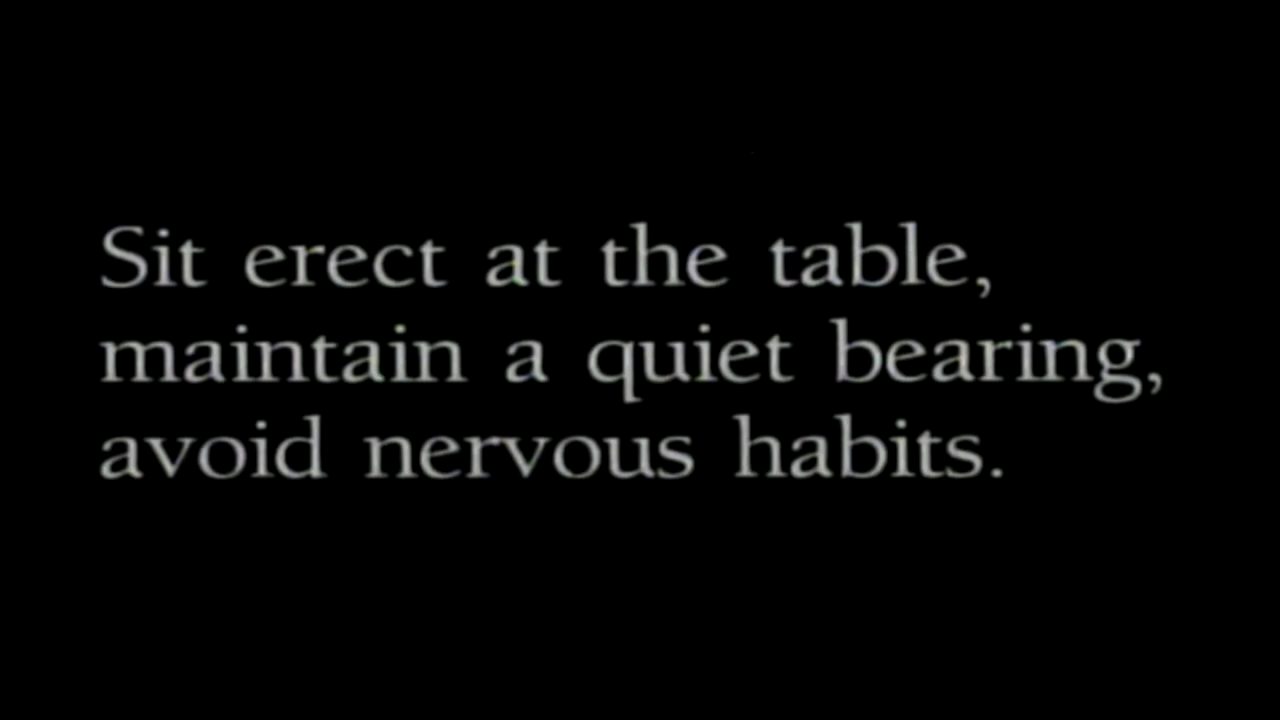 Sit erect at the table,
maintain a quiet bearing,
avoid nervous habits.